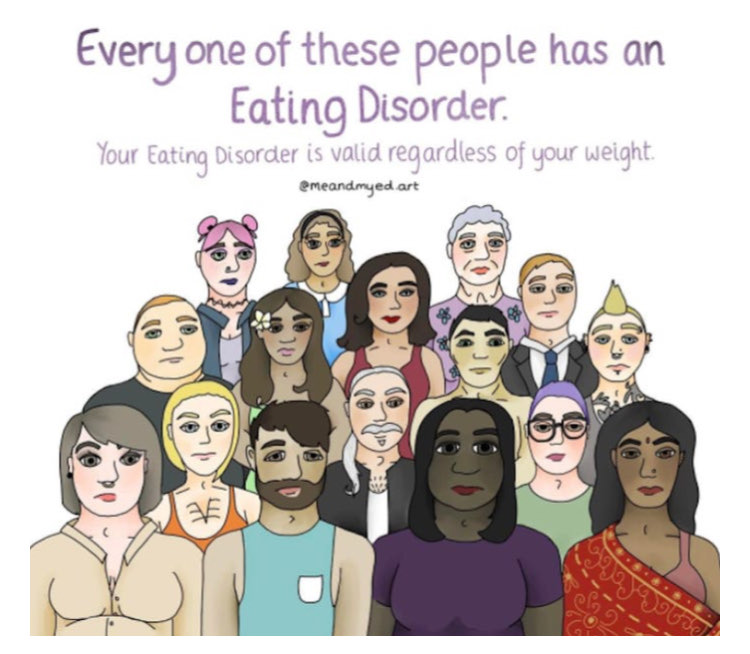 Every one of these people has an
Eating Disorder.
Your Eating Disorder is valid regardless of your weight.
@meandmyed.art